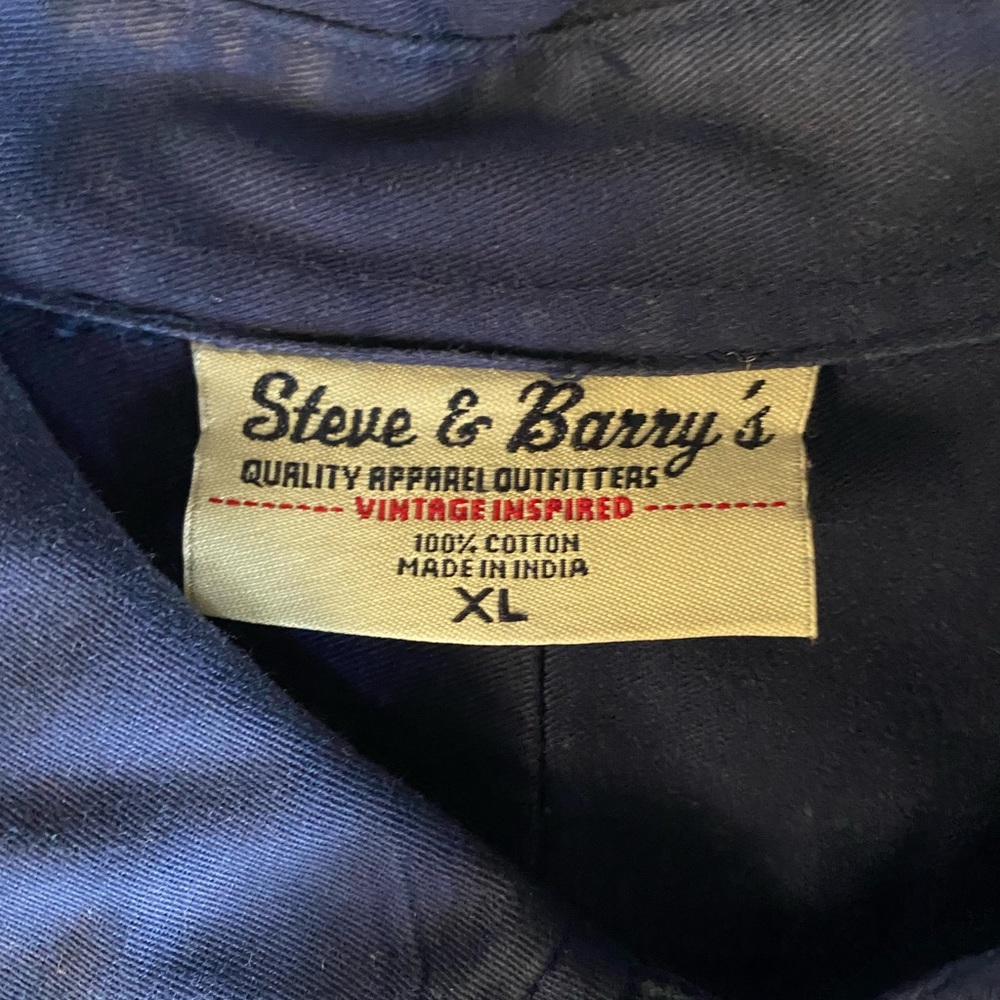 Steve & Barry's
QUALITY APPAREL OUTFITTERS
VINTAGE INSPIRED
100% COTTON
MADE IN INDIA
XL